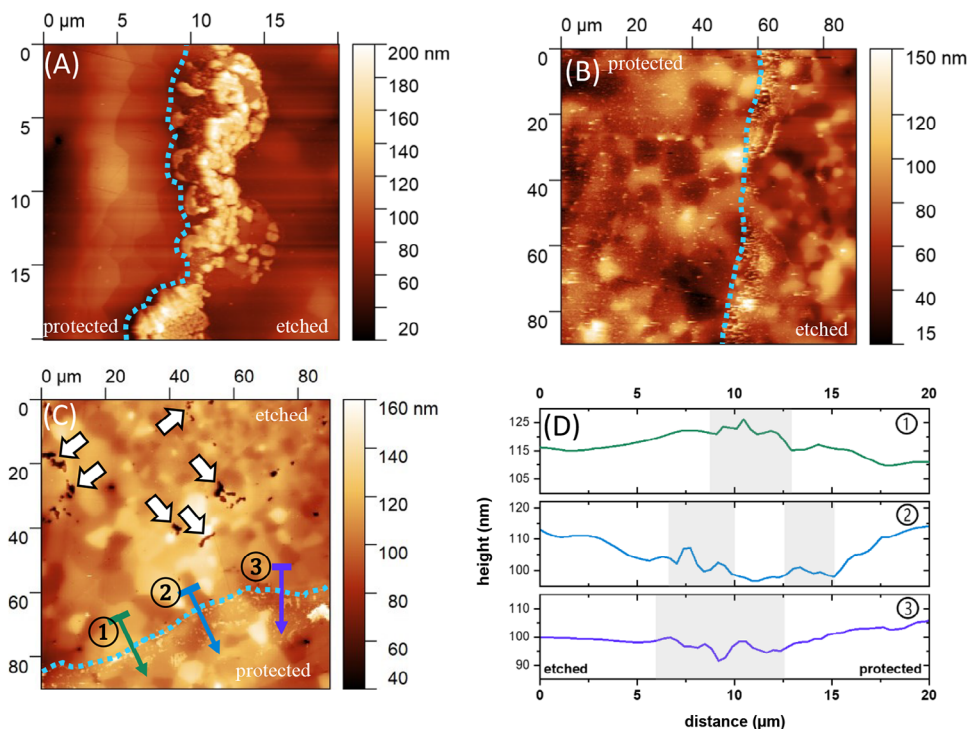 0 µm 5 10 15
(A)
200 nm
180
160
140
120
100
80
60
40
20
0
5
10
15
protected
etched
0 µm 20 40 60 80
(B)
protected
150 nm
120
100
80
60
40
15
0
20
40
60
80
etched
0 µm 20 40 60 80
(C)
etched
160 nm
140
120
100
80
60
40
0
20
40
60
80
1
2
3
protected
0 5 10 15 20
(D)
125
115
105
①
120
110
100
②
110
100
90
③
height (nm)
etched
protected
0 5 10 15 20
distance (µm)